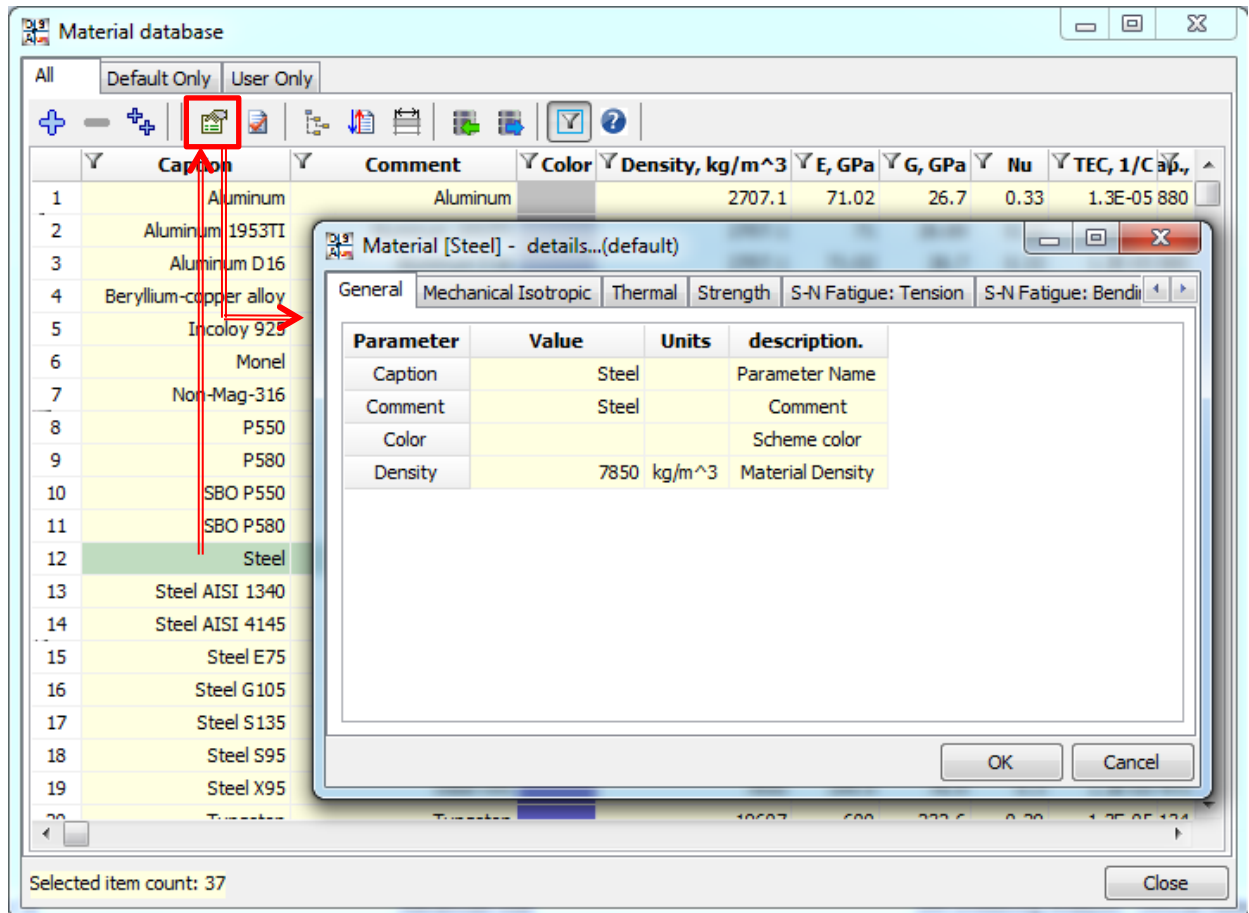 Material database
All Default Only User Only
Caption Comment Color Density, kg/m^3 E, GPa G, GPa Nu TEC, 1/C ap.,
1 Aluminum Aluminum 2707.1 71.02 26.7 0.33 1.3E-05 880
2 Aluminum 1953TI
3 Aluminum D16
4 Beryllium-copper alloy
5 Incoloy 925
6 Monel
7 Non-Mag-316
8 P550
9 P580
10 SBO P550
11 SBO P580
12 Steel
13 Steel AISI 1340
14 Steel AISI 4145
15 Steel E75
16 Steel G105
17 Steel S135
18 Steel S95
19 Steel X95
20 Tungsten Tungsten
Material [Steel] - details...(default)
General Mechanical Isotropic Thermal Strength S-N Fatigue: Tension S-N Fatigue: Bendi
Parameter Value Units description.
Caption Steel Parameter Name
Comment Steel Comment
Color Scheme color
Density 7850 kg/m^3 Material Density
OK Cancel
Selected item count: 37
Close